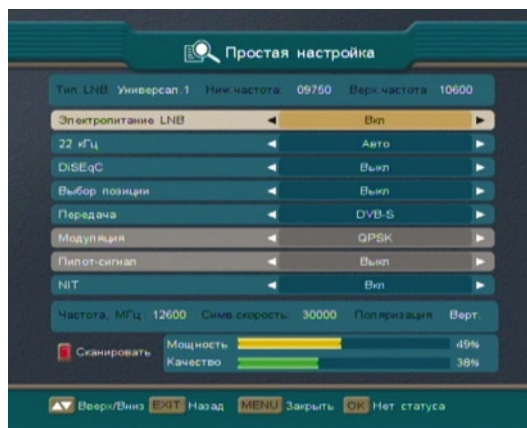 Простая настройка
Тип LNB: Универсал.1 Ниж.частота: 09750 Верх.частота 10600
Электропитание LNB Вкл
22 кГц Авто
DiSEqC Выкл
Выбор позиции Выкл
Передача DVB-S
Модуляция QPSK
Пилот-сигнал Выкл
NIT Вкл
Частота, МГц: 12600 Симв.скорость: 30000 Поляризация Верт.
Сканировать
Мощность 49%
Качество 38%
Вверх/Вниз EXIT Назад MENU Закрыть OK Нет статуса